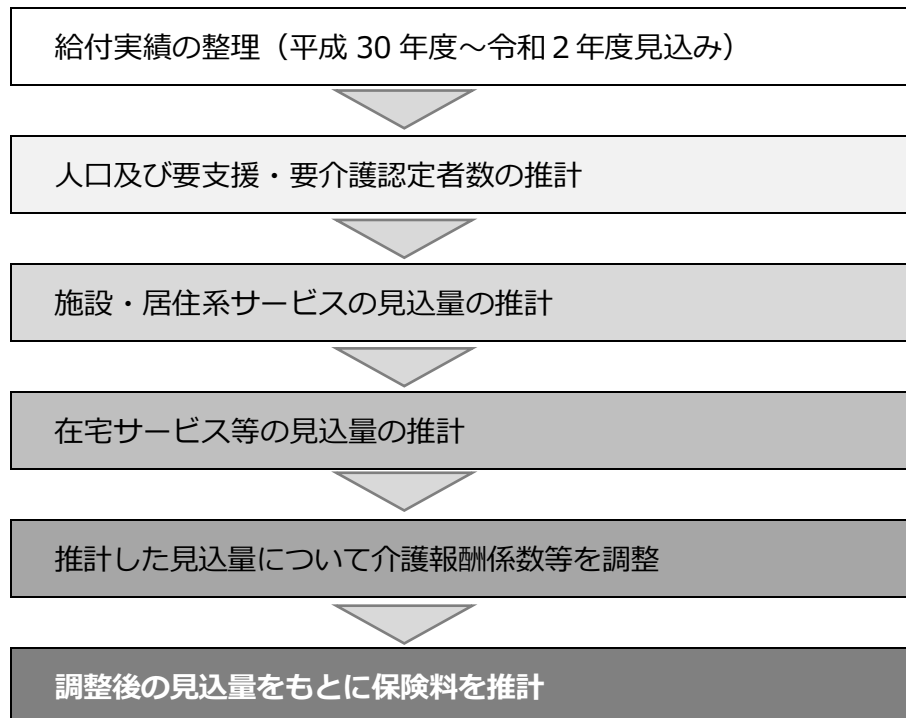 給付実績の整理（平成 30 年度～令和２年度見込み）
人口及び要支援・要介護認定者数の推計
施設・居住系サービスの見込量の推計
在宅サービス等の見込量の推計
推計した見込量について介護報酬係数等を調整
調整後の見込量をもとに保険料を推計